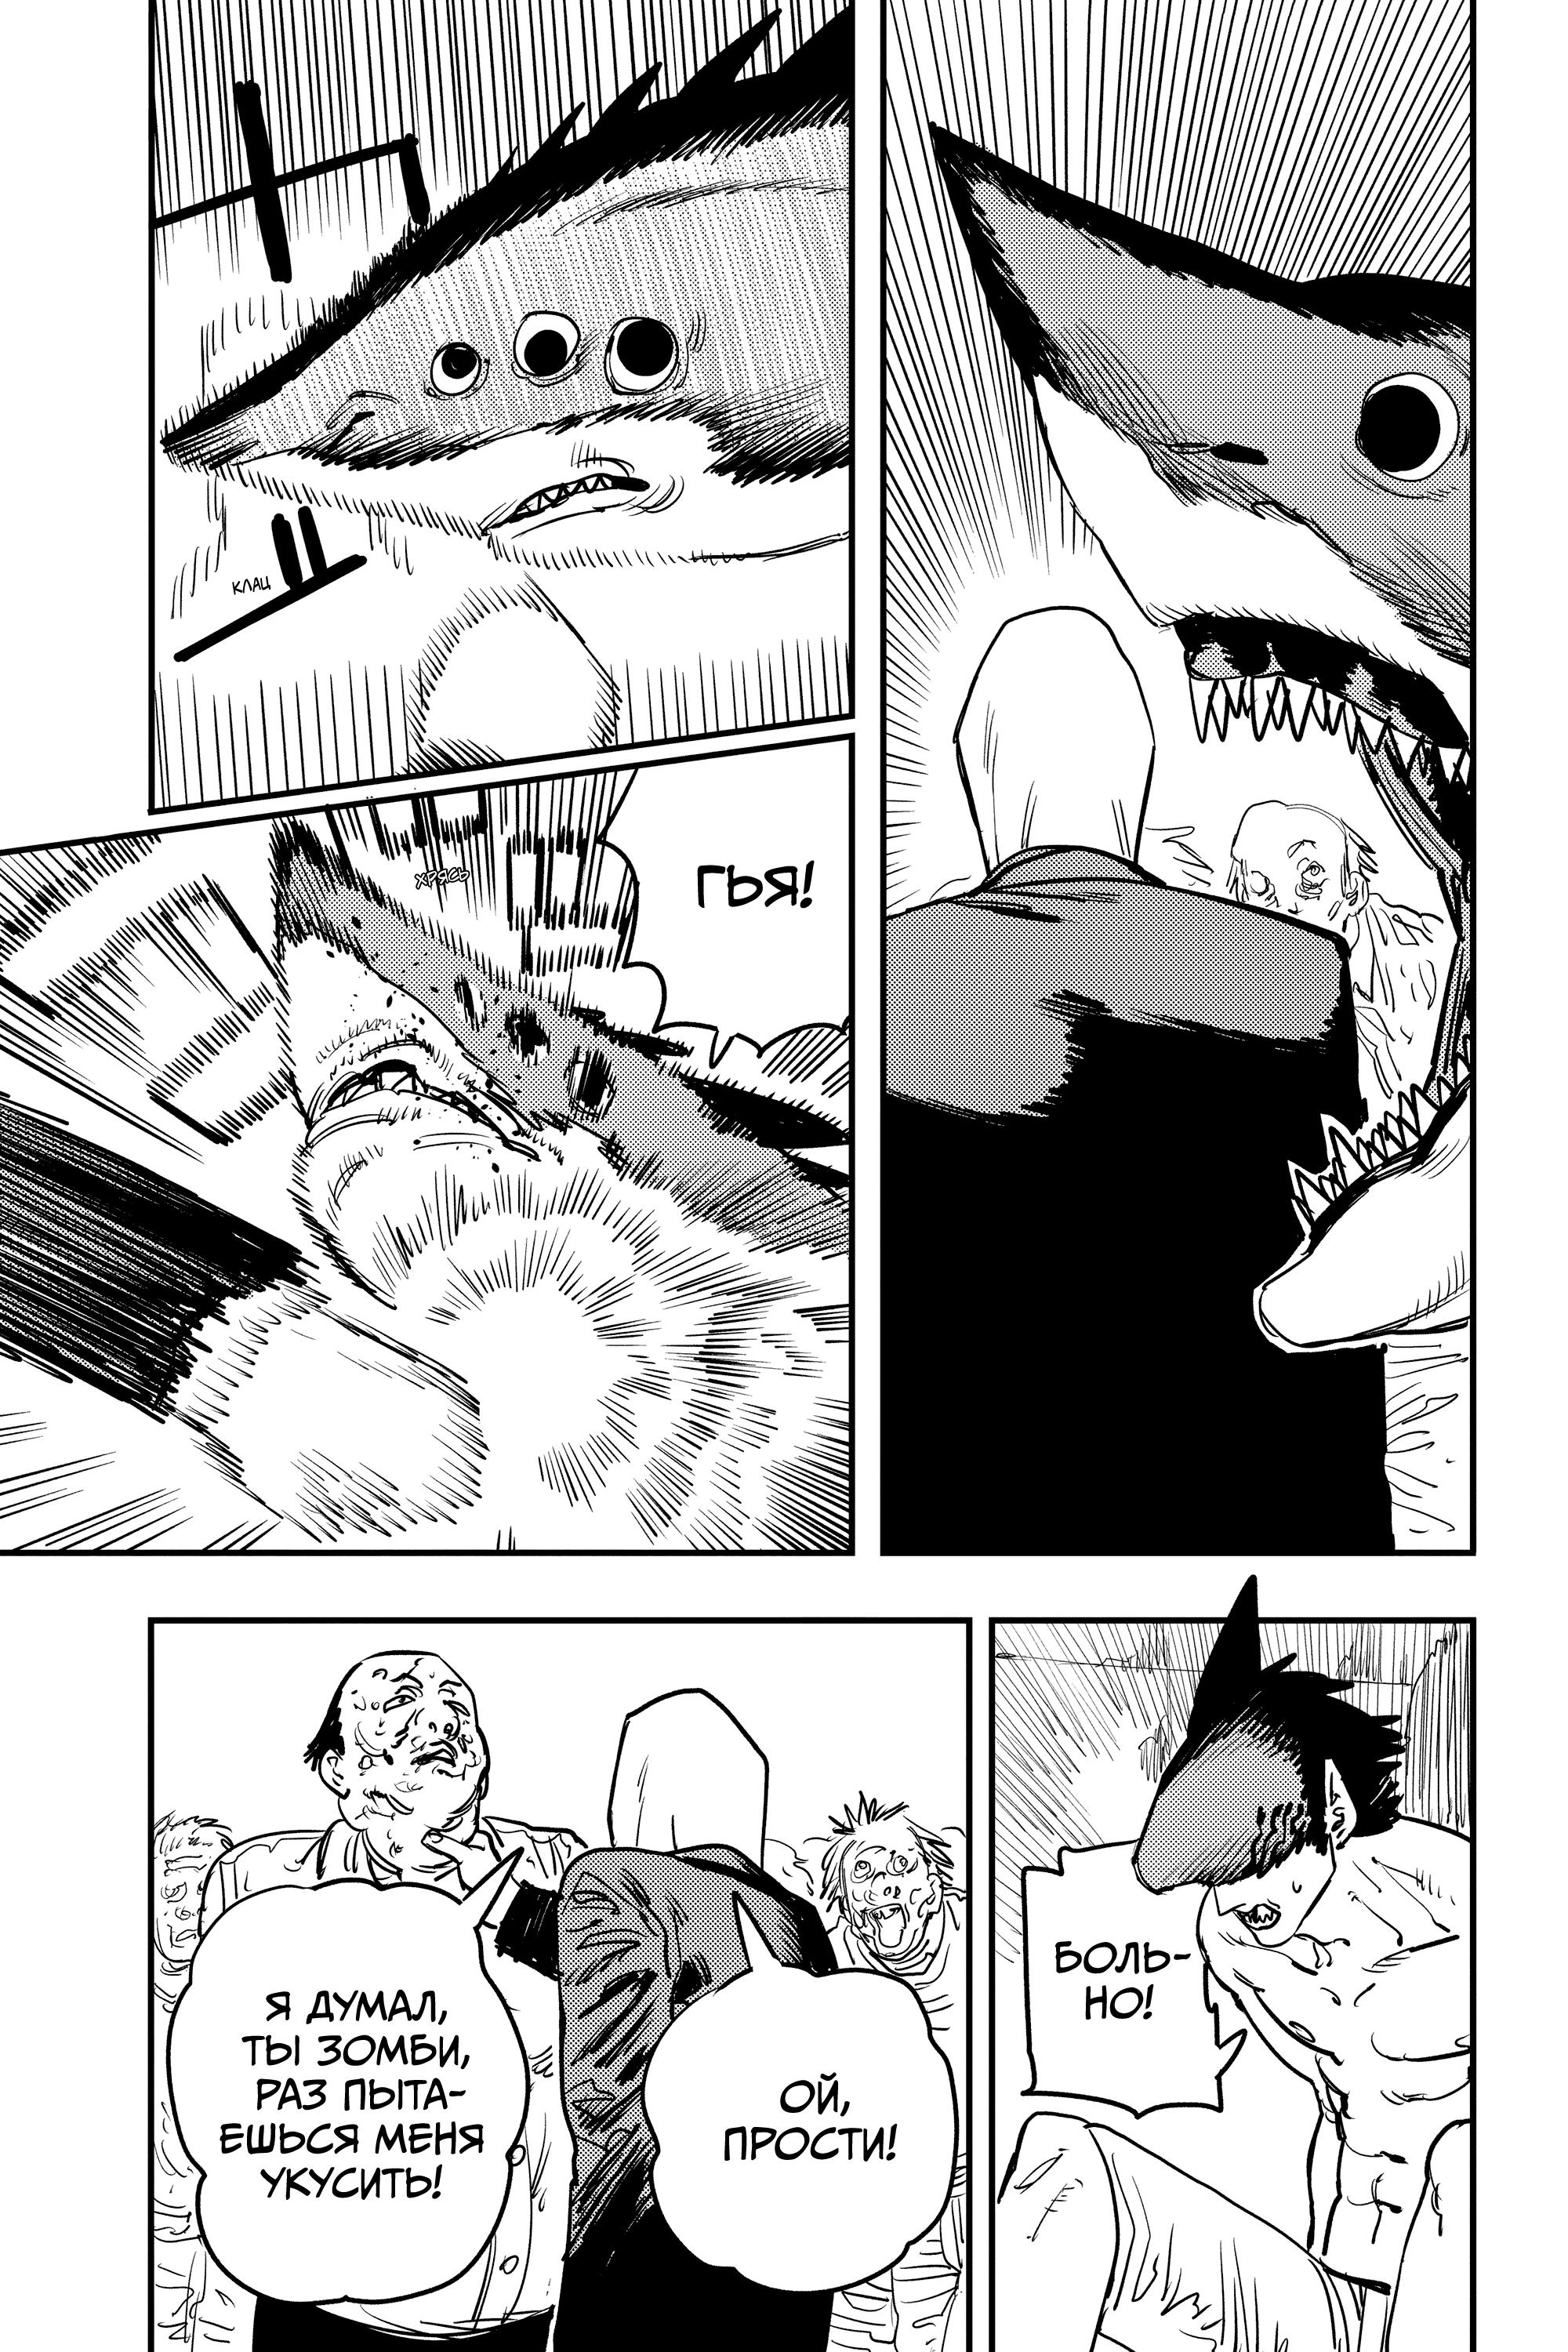 клац
ГЬЯ!
хрясь
БОЛЬ-
НО!
ОЙ,
ПРОСТИ!
Я ДУМАЛ,
ТЫ ЗОМБИ,
РАЗ ПЫТА-
ЕШЬСЯ МЕНЯ
УКУСИТЬ!